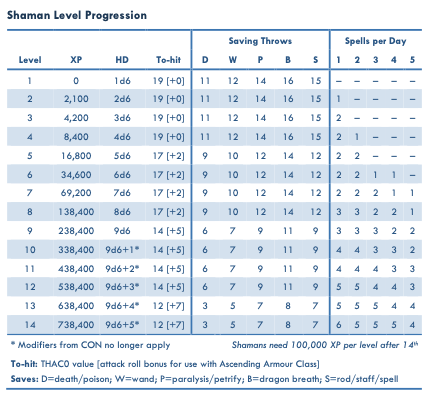 Shaman Level Progression
Saving Throws Spells per Day
Level XP HD To-hit D W P B S 1 2 3 4 5
1 0 1d6 19 [+0] 11 12 14 16 15 – – – – –
2 2,100 2d6 19 [+0] 11 12 14 16 15 1 – – – –
3 4,200 3d6 19 [+0] 11 12 14 16 15 2 – – – –
4 8,400 4d6 19 [+0] 11 12 14 16 15 2 1 – – –
5 16,800 5d6 17 [+2] 9 10 12 14 12 2 2 – – –
6 34,600 6d6 17 [+2] 9 10 12 14 12 2 2 1 1 –
7 69,200 7d6 17 [+2] 9 10 12 14 12 2 2 2 1 1
8 138,400 8d6 17 [+2] 9 10 12 14 12 3 3 2 2 1
9 238,400 9d6 14 [+5] 6 7 9 11 9 3 3 3 2 2
10 338,400 9d6+1* 14 [+5] 6 7 9 11 9 4 4 3 3 2
11 438,400 9d6+2* 14 [+5] 6 7 9 11 9 4 4 4 3 3
12 538,400 9d6+3* 14 [+5] 6 7 9 11 9 5 5 4 4 3
13 638,400 9d6+4* 12 [+7] 3 5 7 8 7 5 5 5 4 4
14 738,400 9d6+5* 12 [+7] 3 5 7 8 7 6 5 5 5 4
* Modifiers from CON no longer apply Shamans need 100,000 XP per level after 14th
To-hit: THAC0 value [attack roll bonus for use with Ascending Armour Class]
Saves: D=death/poison; W=wand; P=paralysis/petrify; B=dragon breath; S=rod/staff/spell